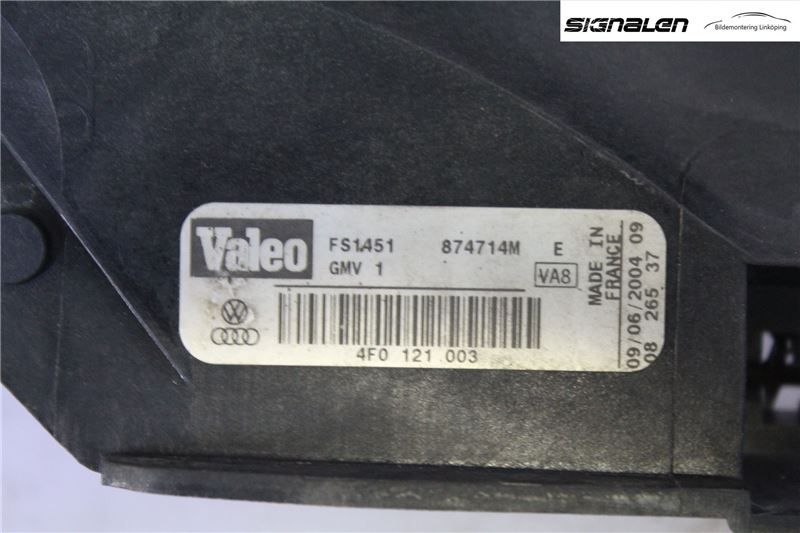 SIGNALEN
Bildemontering Linköping
Valeo
FS1451 874714M E
GMV 1 VA8
MADE IN
FRANCE
09/06/2004 09
08 265 37
4F0 121 003